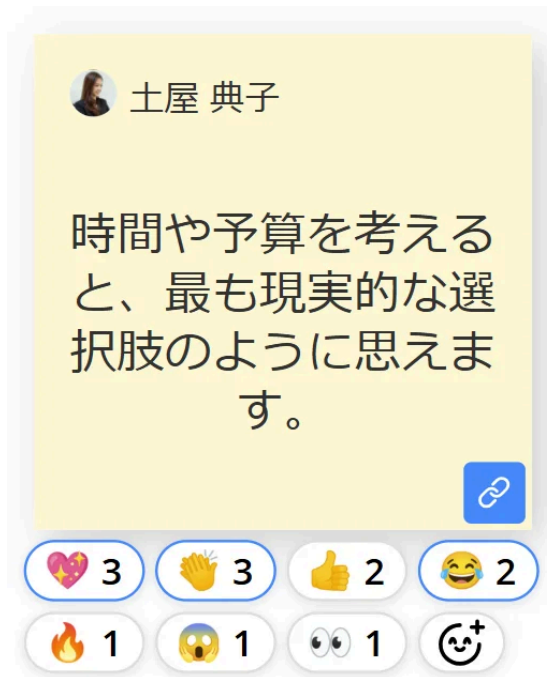 土屋 典子
時間や予算を考える
と、最も現実的な選
択肢のように思えま
す。
💖 3 👏 3 👍 2 😂 2
🔥 1 😱 1 👀 1